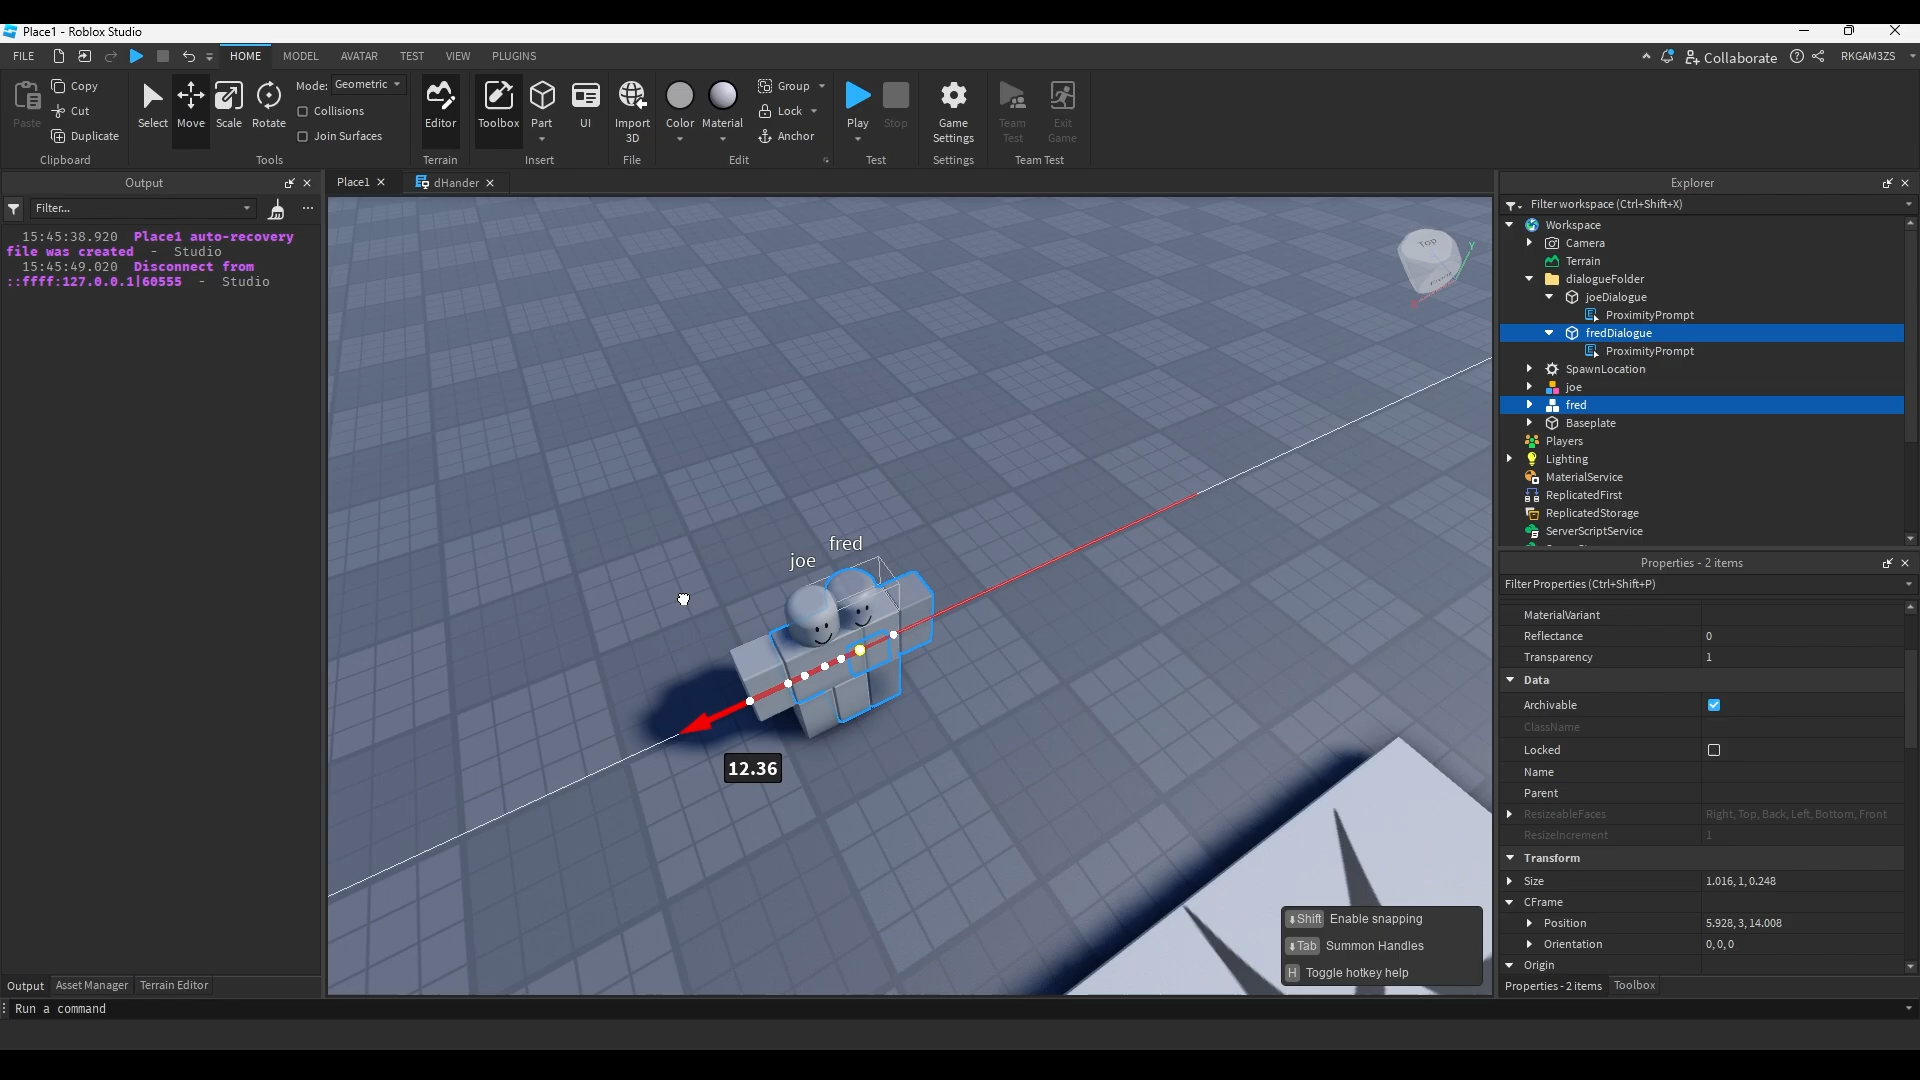 Place1 - Roblox Studio
FILE HOME MODEL AVATAR TEST VIEW PLUGINS Collaborate RKGAM3ZS
Paste Copy Cut Duplicate Clipboard
Select Move Scale Rotate Mode: Geometric Collisions Join Surfaces Tools
Editor Terrain
Toolbox Part UI Insert
Import 3D File
Color Material Group Lock Anchor Edit
Play Stop Test
Game Settings Settings
Team Test Exit Game Team Test
Output
Filter...
15:45:38.920 Place1 auto-recovery
file was created - Studio
15:45:49.020 Disconnect from
::ffff:127.0.0.1|60555 - Studio
Output Asset Manager Terrain Editor
Place1 dHander
Top
Y
joe
fred
12.36
Shift Enable snapping
Tab Summon Handles
H Toggle hotkey help
Explorer
Filter workspace (Ctrl+Shift+X)
Workspace
Camera
Terrain
dialogueFolder
joeDialogue
ProximityPrompt
fredDialogue
ProximityPrompt
SpawnLocation
joe
fred
Baseplate
Players
Lighting
MaterialService
ReplicatedFirst
ReplicatedStorage
ServerScriptService
Properties - 2 items
Filter Properties (Ctrl+Shift+P)
MaterialVariant
Reflectance 0
Transparency 1
Data
Archivable
ClassName
Locked
Name
Parent
ResizeableFaces Right, Top, Back, Left, Bottom, Front
ResizeIncrement 1
Transform
Size 1.016, 1, 0.248
CFrame
Position 5.928, 3, 14.008
Orientation 0, 0, 0
Origin
Properties - 2 items Toolbox
Run a command